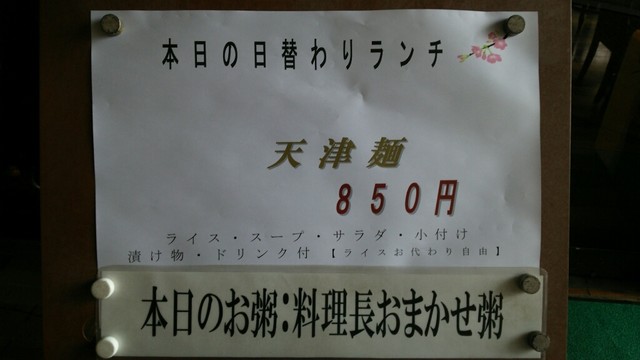 本日の日替わりランチ
天津麺
850円
ライス・スープ・サラダ・小付け
漬け物・ドリンク付【ライスお代わり自由】
本日のお粥:料理長おまかせ粥